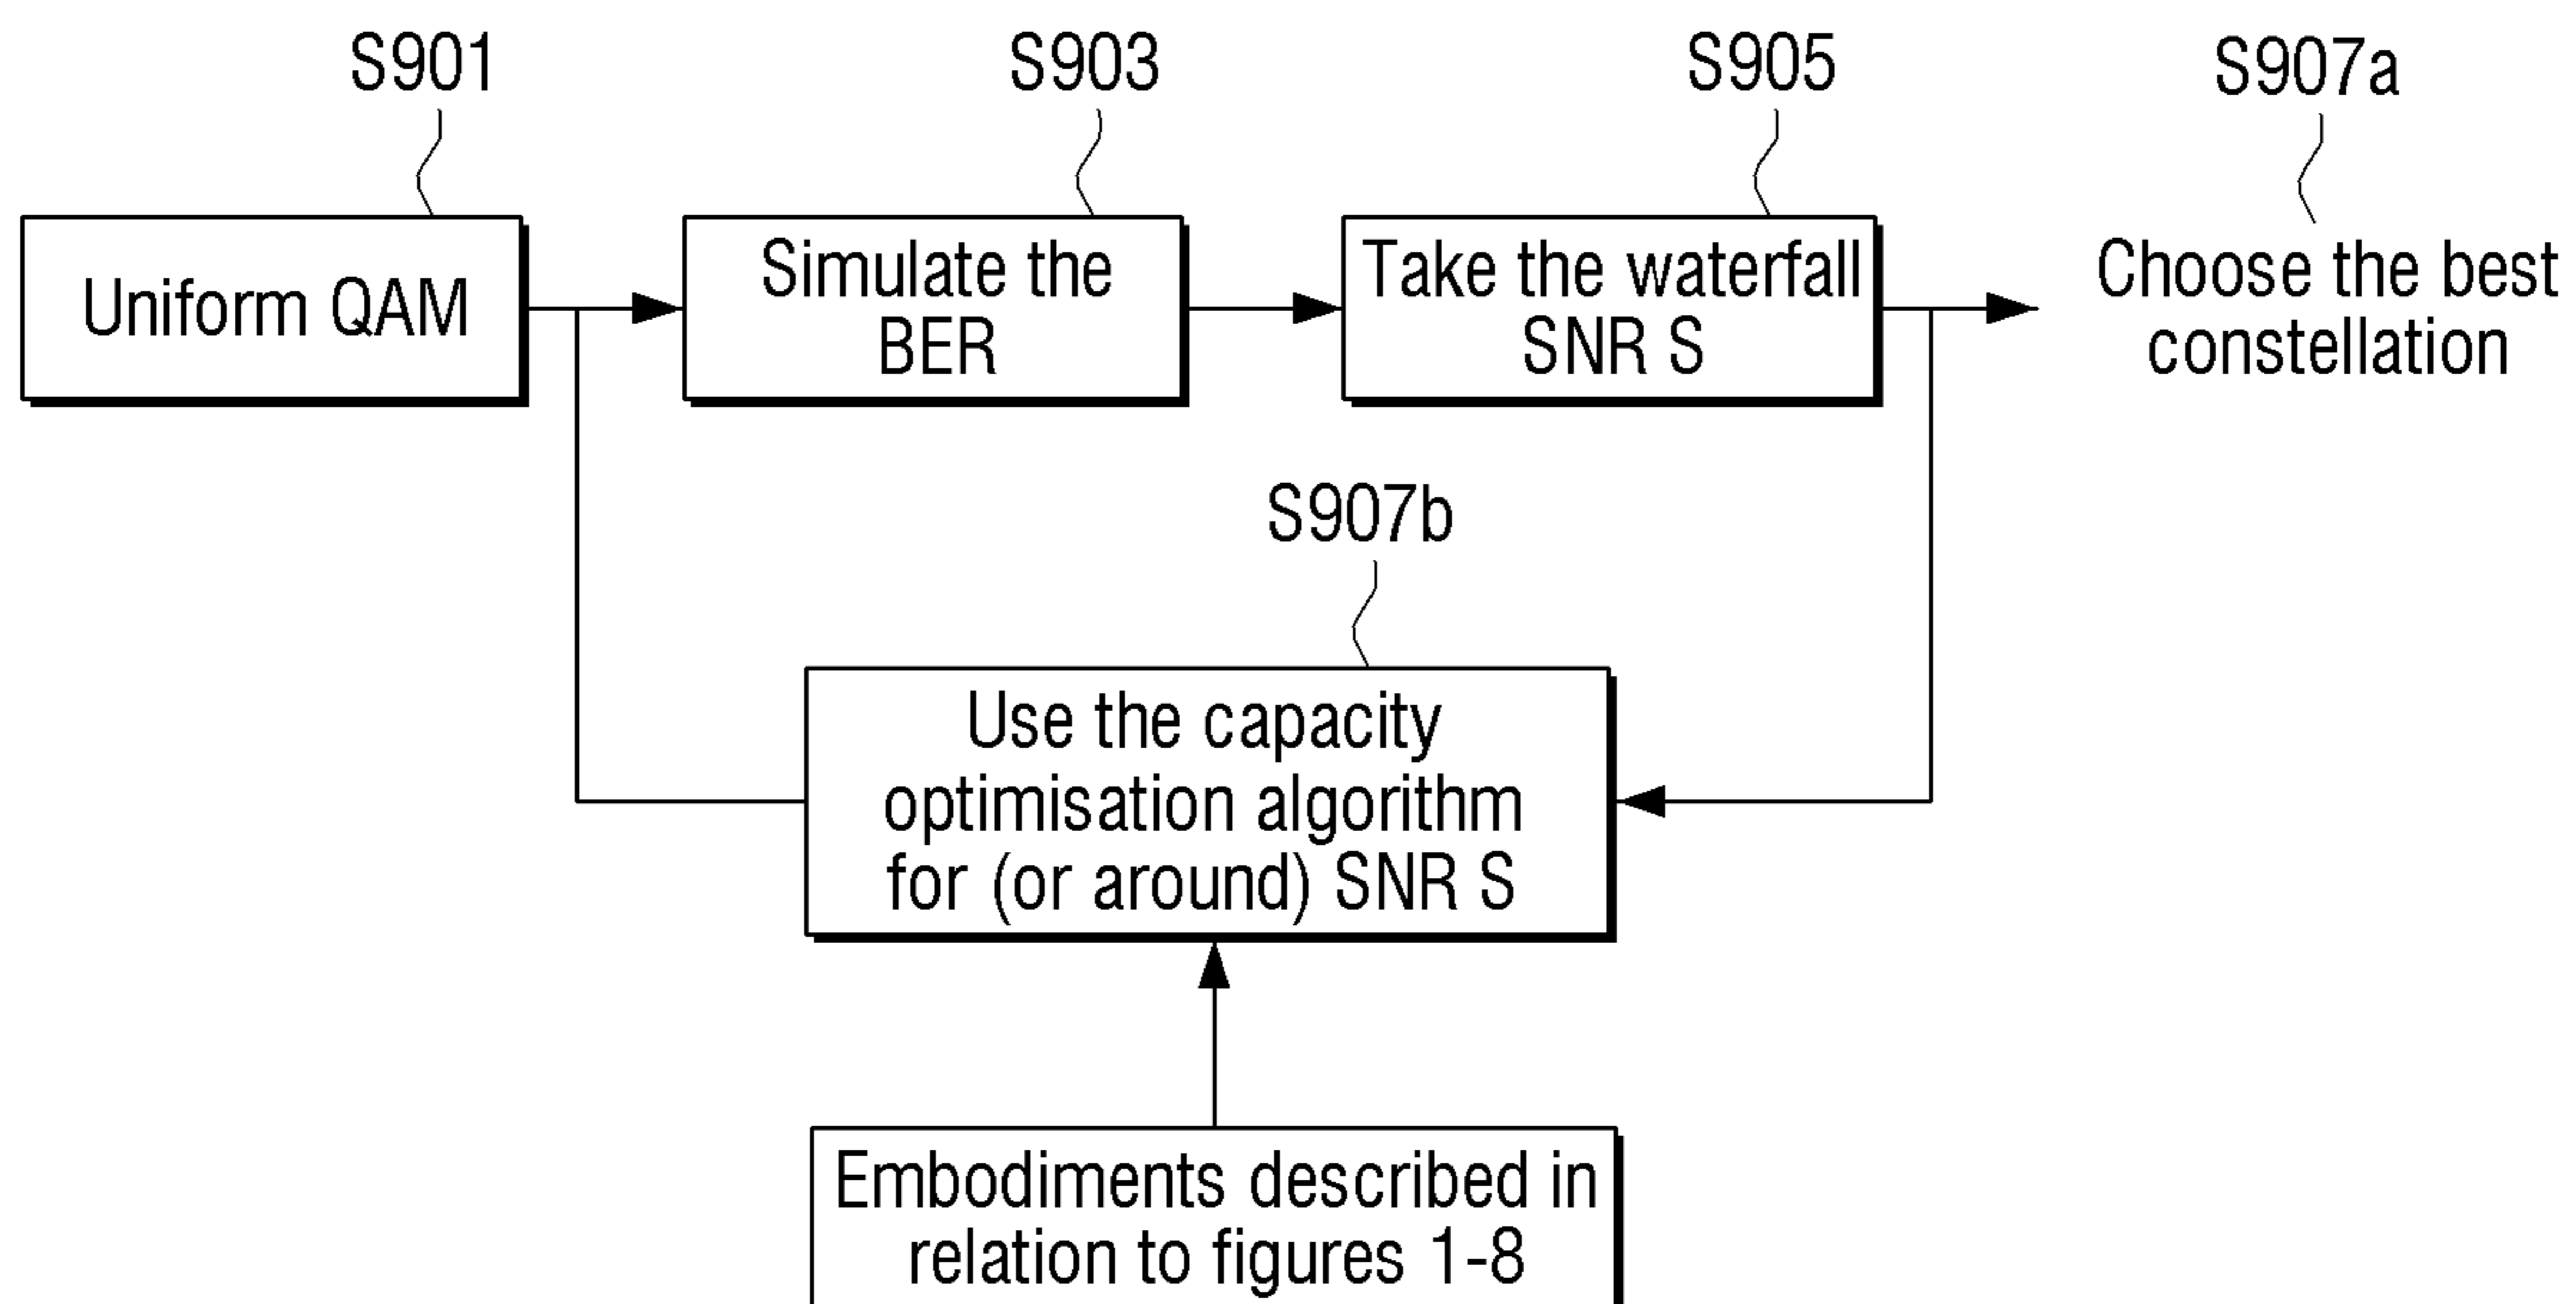 S901
S903
S905
S907a
Uniform QAM
Simulate the
BER
Take the waterfall
SNR S
Choose the best
constellation
S907b
Use the capacity
optimisation algorithm
for (or around) SNR S
Embodiments described in
relation to figures 1-8